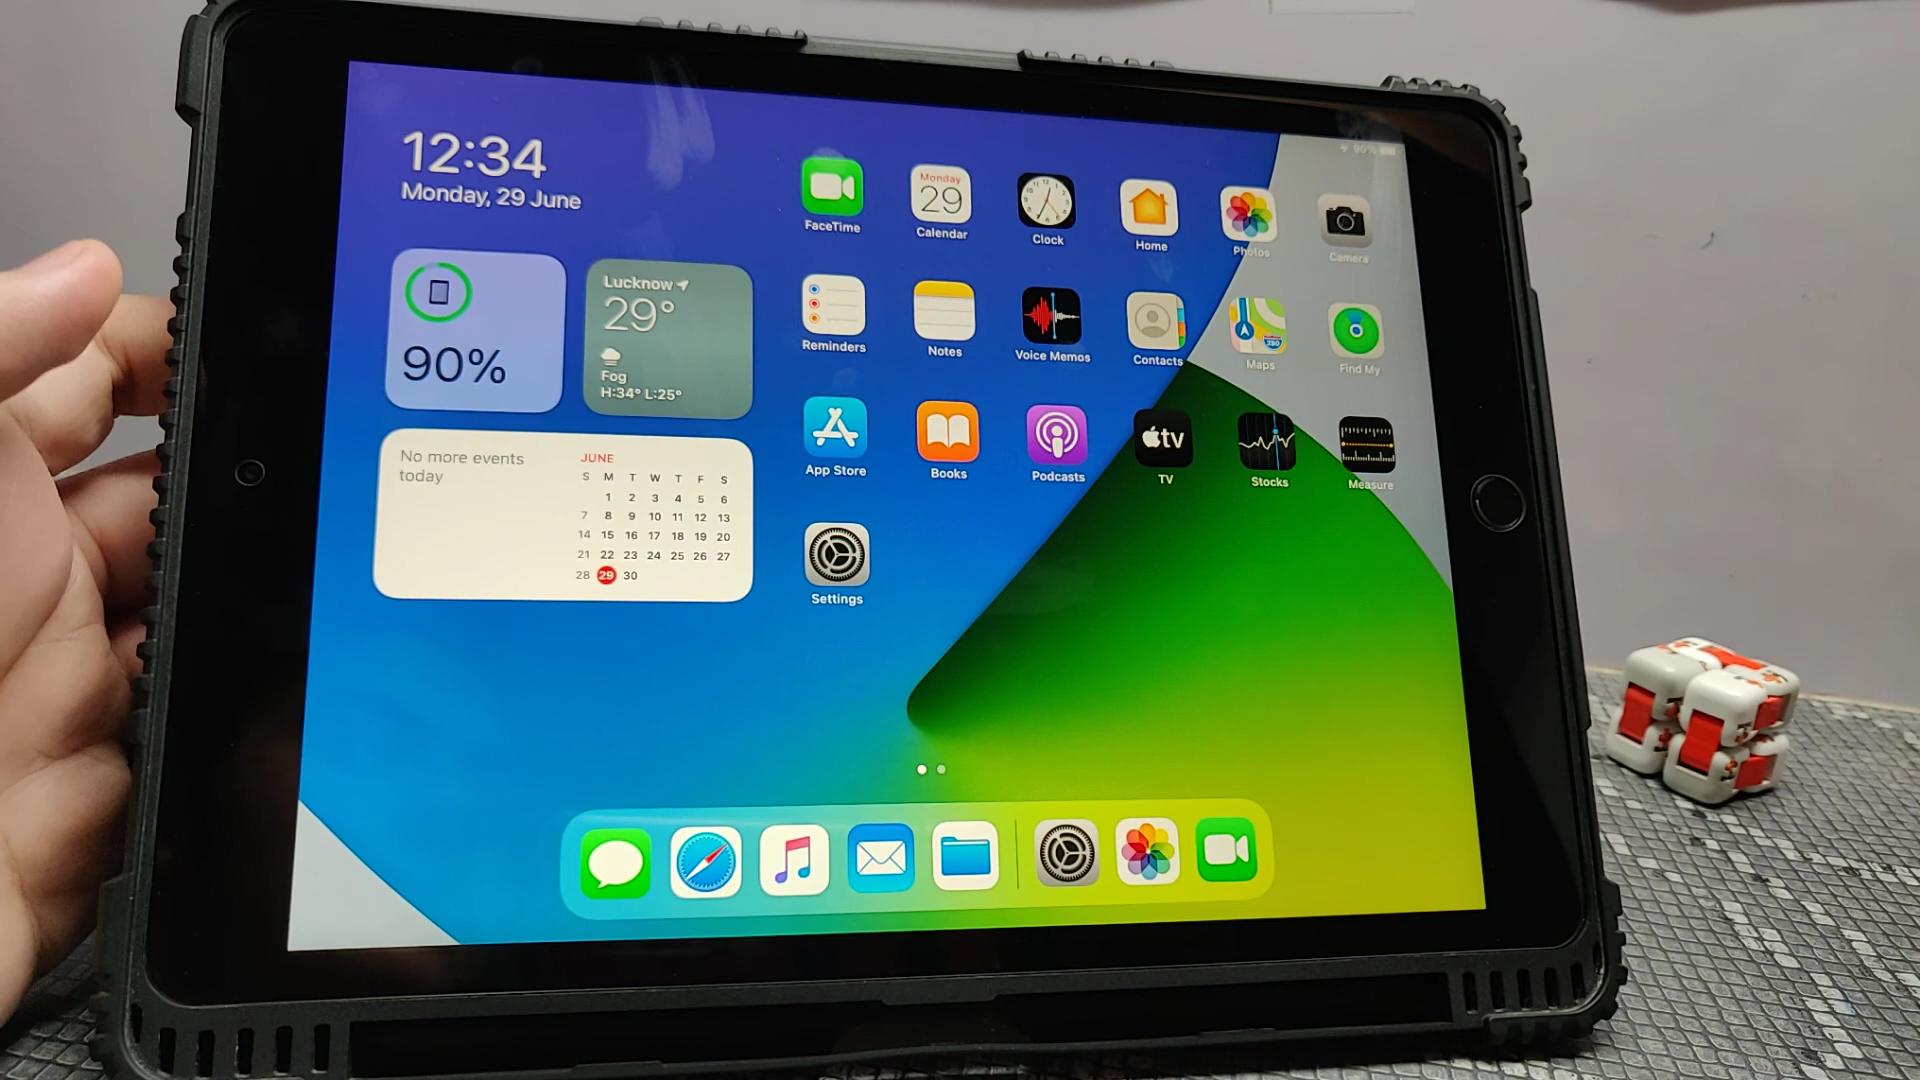 90%
12:34
Monday, 29 June
90%
Lucknow
29°
Fog
H:34° L:25°
No more events
today
JUNE
S M T W T F S
1 2 3 4 5 6
7 8 9 10 11 12 13
14 15 16 17 18 19 20
21 22 23 24 25 26 27
28 29 30
Monday
29
FaceTime Calendar Clock Home Photos Camera
280
Reminders Notes Voice Memos Contacts Maps Find My
tv
App Store Books Podcasts TV Stocks Measure
Settings